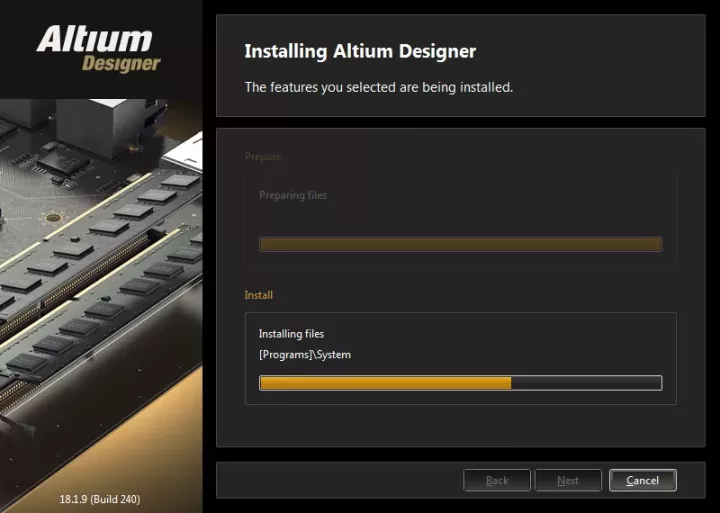 Altium
Designer
Installing Altium Designer
The features you selected are being installed.
Prepare
Preparing files
Install
Installing files
[Programs]\System
18.1.9 (Build 240)
Back
Next
Cancel